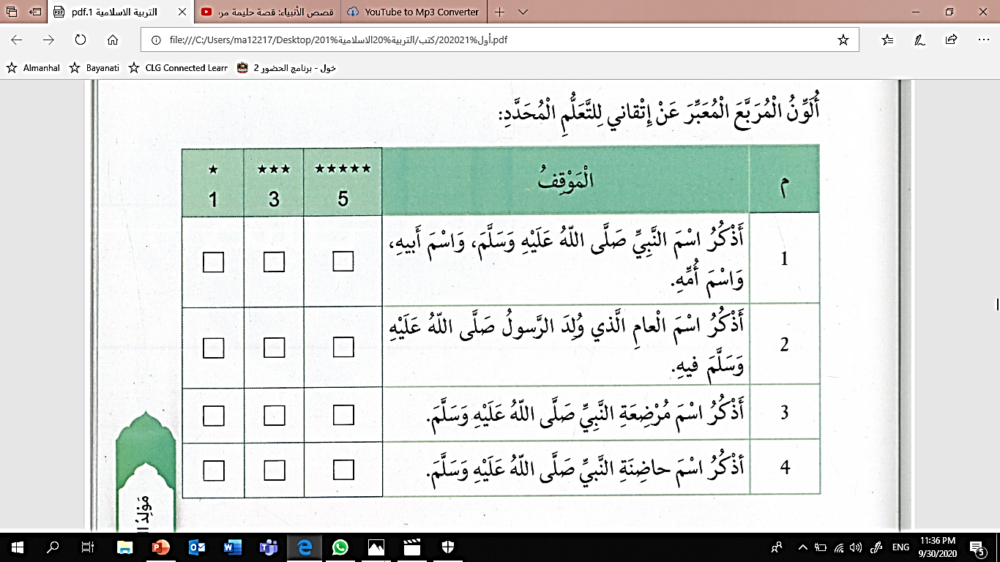 التربية الاسلامية 1.pdf
قصص الأنبياء: قصة حليمة مر
YouTube to Mp3 Converter
file:///C:/Users/ma12217/Desktop/201%كتب/التربية%20الاسلامية/202021%أول.pdf
Almanhal
Bayanati
CLG Connected Learr
خول - برنامج الحضور 2
أُلَوِّنُ الْمُرَبَّعَ الْمُعَبِّرَ عَنْ إِتْقاني لِلتَّعَلُّمِ الْمُحَدَّدِ:
م
الْمَوْقِفُ
★★★★★ ★★★ ★
5 3 1
1
أَذْكُرُ اسْمَ النَّبِيِّ صَلَّى اللّهُ عَلَيْهِ وَسَلَّمَ، وَاسْمَ أَبيهِ،
وَاسْمَ أُمِّهِ.
2
أَذْكُرُ اسْمَ الْعامِ الَّذي وُلِدَ الرَّسولُ صَلَّى اللّهُ عَلَيْهِ
وَسَلَّمَ فيهِ.
3
أَذْكُرُ اسْمَ مُرْضِعَةِ النَّبِيِّ صَلَّى اللّهُ عَلَيْهِ وَسَلَّمَ.
4
أذْكُرُ اسْمَ حاضِنَةِ النَّبِيِّ صَلَّى اللّهُ عَلَيْهِ وَسَلَّمَ.
مَوْلِدُ
ENG
11:36 PM
9/30/2020
5